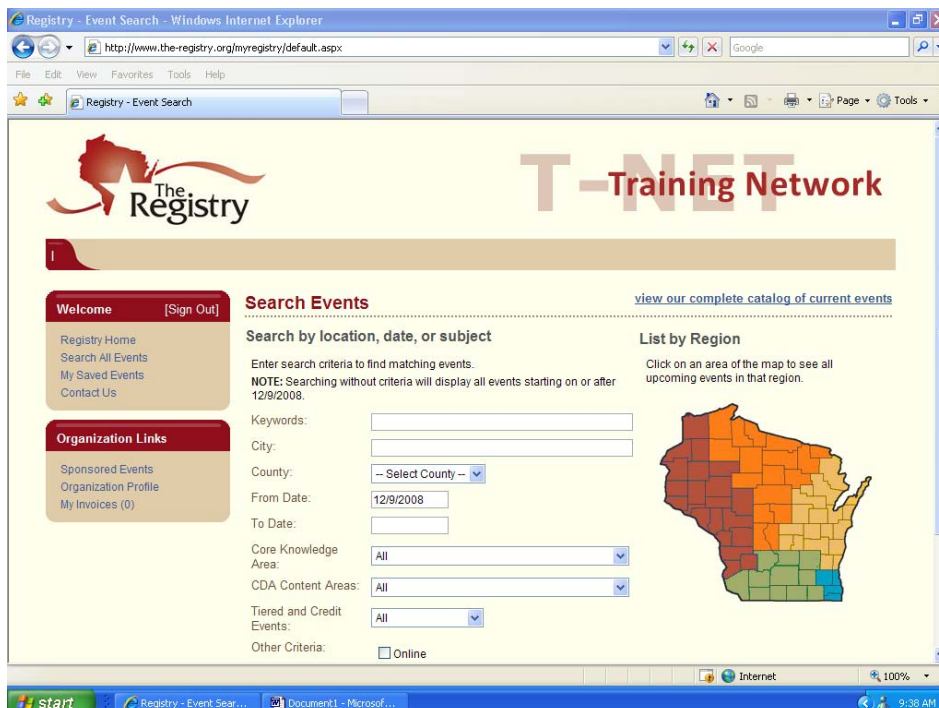 Registry - Event Search - Windows Internet Explorer
http://www.the-registry.org/myregistry/default.aspx
Google
File Edit View Favorites Tools Help
Registry - Event Search
Page Tools
The Registry
T-NET
Training Network
Welcome [Sign Out]
Registry Home
Search All Events
My Saved Events
Contact Us
Organization Links
Sponsored Events
Organization Profile
My Invoices (0)
Search Events
view our complete catalog of current events
Search by location, date, or subject
Enter search criteria to find matching events.
NOTE: Searching without criteria will display all events starting on or after
12/9/2008.
Keywords:
City:
County: -- Select County --
From Date: 12/9/2008
To Date:
Core Knowledge
Area: All
CDA Content Areas: All
Tiered and Credit
Events: All
Other Criteria: Online
List by Region
Click on an area of the map to see all
upcoming events in that region.
Internet 100%
start Registry - Event Sear... Document1 - Microsof... 9:38 AM